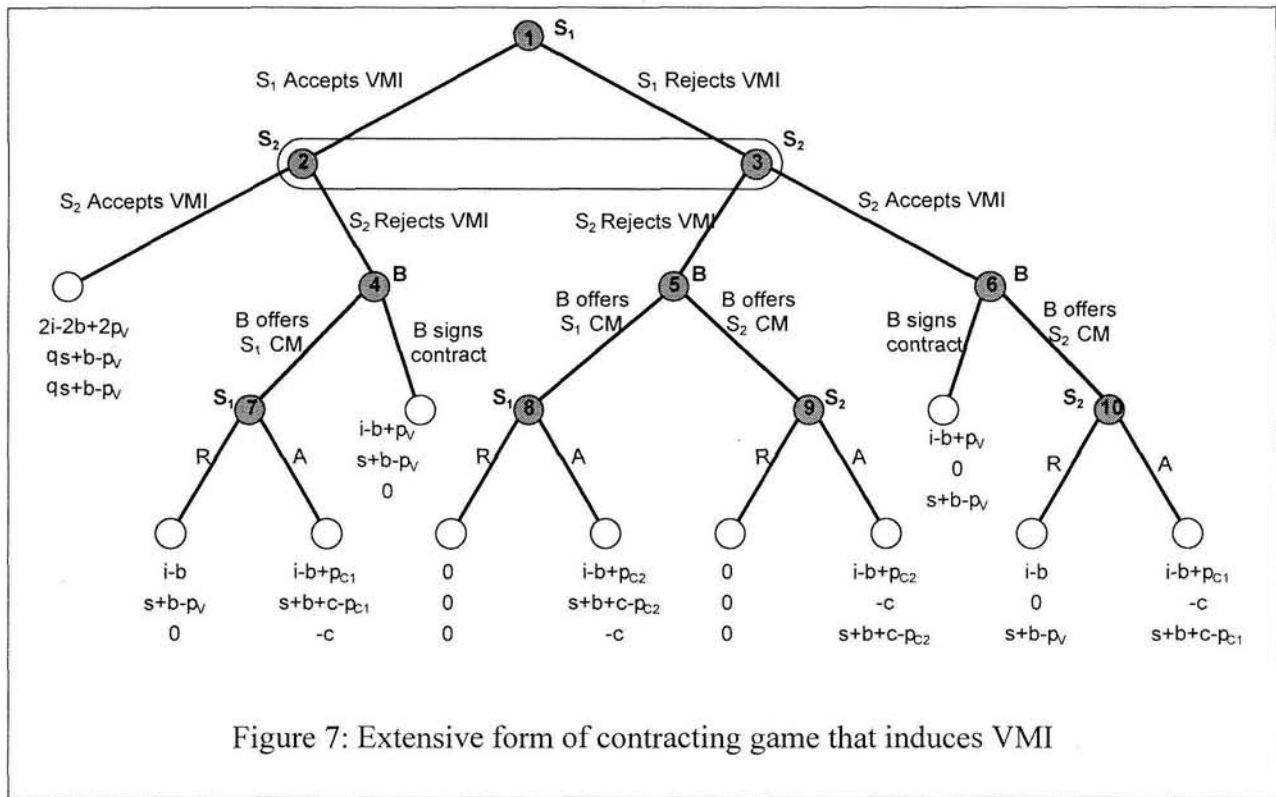 S1
1
S1 Accepts VMI
S1 Rejects VMI
S2
2
3
S2
S2 Accepts VMI
S2 Rejects VMI
S2 Rejects VMI
S2 Accepts VMI
2i-2b+2pV
qs+b-pV
qs+b-pV
4
B
5
B
6
B
B offers
S1 CM
B signs
contract
B offers
S1 CM
B offers
S2 CM
B signs
contract
B offers
S2 CM
S1
7
i-b+pV
s+b-pV
0
S1
8
9
S2
i-b+pV
0
s+b-pV
S2
10
R
A
R
A
R
A
R
A
i-b
s+b-pV
0
i-b+pC1
s+b+c-pC1
-c
0
0
0
i-b+pC2
s+b+c-pC2
-c
0
0
0
i-b+pC2
-c
s+b+c-pC2
i-b
0
s+b-pV
i-b+pC1
-c
s+b+c-pC1
Figure 7: Extensive form of contracting game that induces VMI